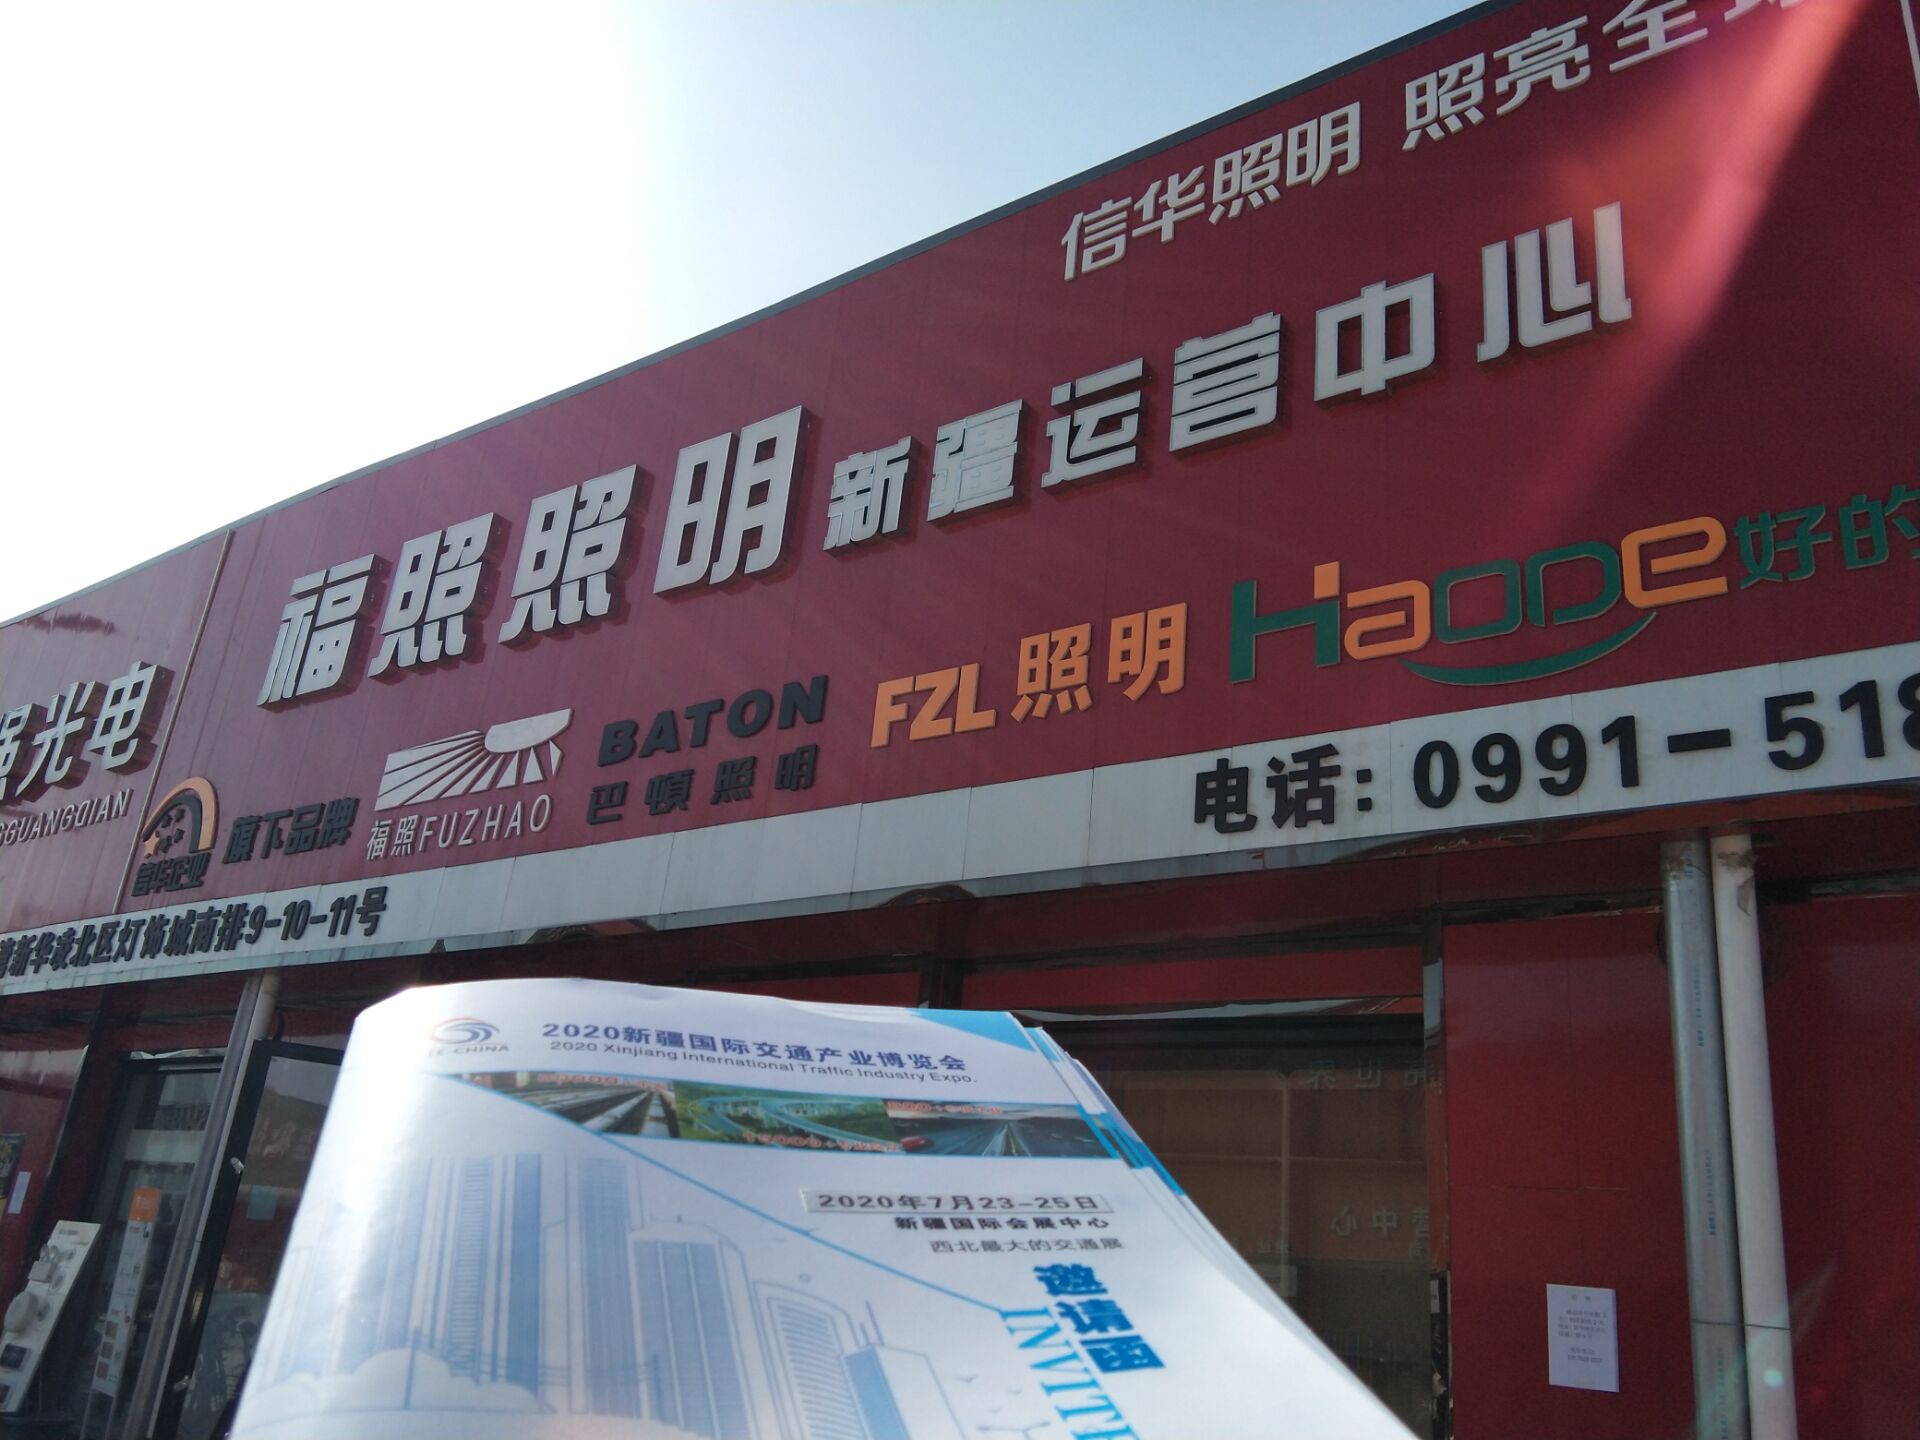 信华照明 照亮全球
福照照明新疆运营中心
光电
GUANGQIAN
信华企业
旗下品牌
福照FUZHAO
BATON
巴顿照明
FZL照明
HaoDe好的
电话：0991-518
新华凌北区灯饰城南排9-10-11号
TE-CHINA
2020新疆国际交通产业博览会
2020 Xinjiang International Traffic Industry Expo.
2020年7月23-25日
新疆国际会展中心
西北最大的交通展
邀请函